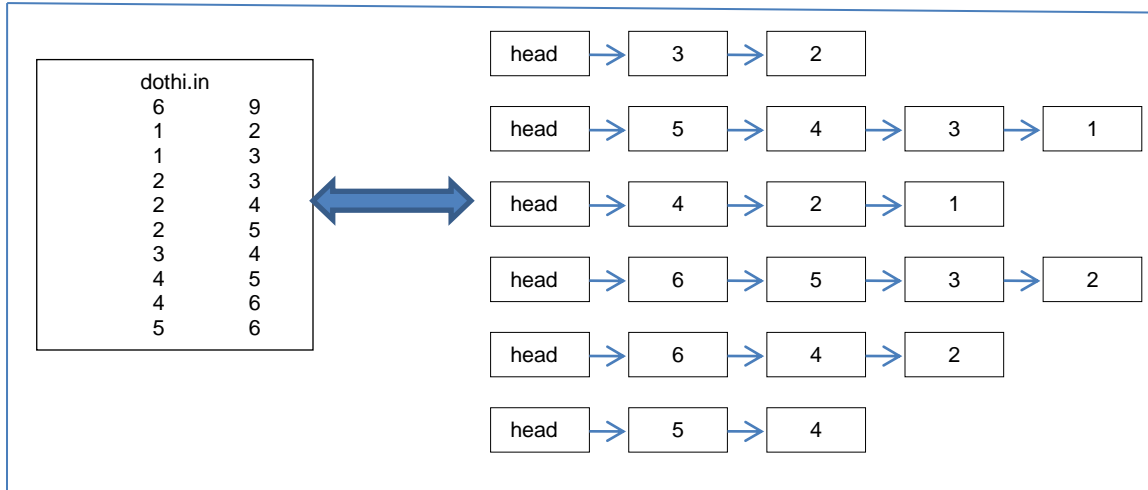 dothi.in
6 9
1 2
1 3
2 3
2 4
2 5
3 4
4 5
4 6
5 6
head 3 2
head 5 4 3 1
head 4 2 1
head 6 5 3 2
head 6 4 2
head 5 4